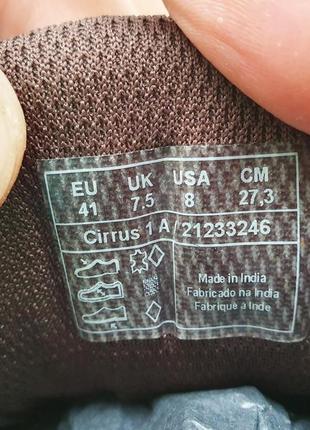 EU UK USA CM
41 7.5 8 27,3
Cirrus 1 A/21233246
Made in India
Fabricado na India
Fabriqué à Inde